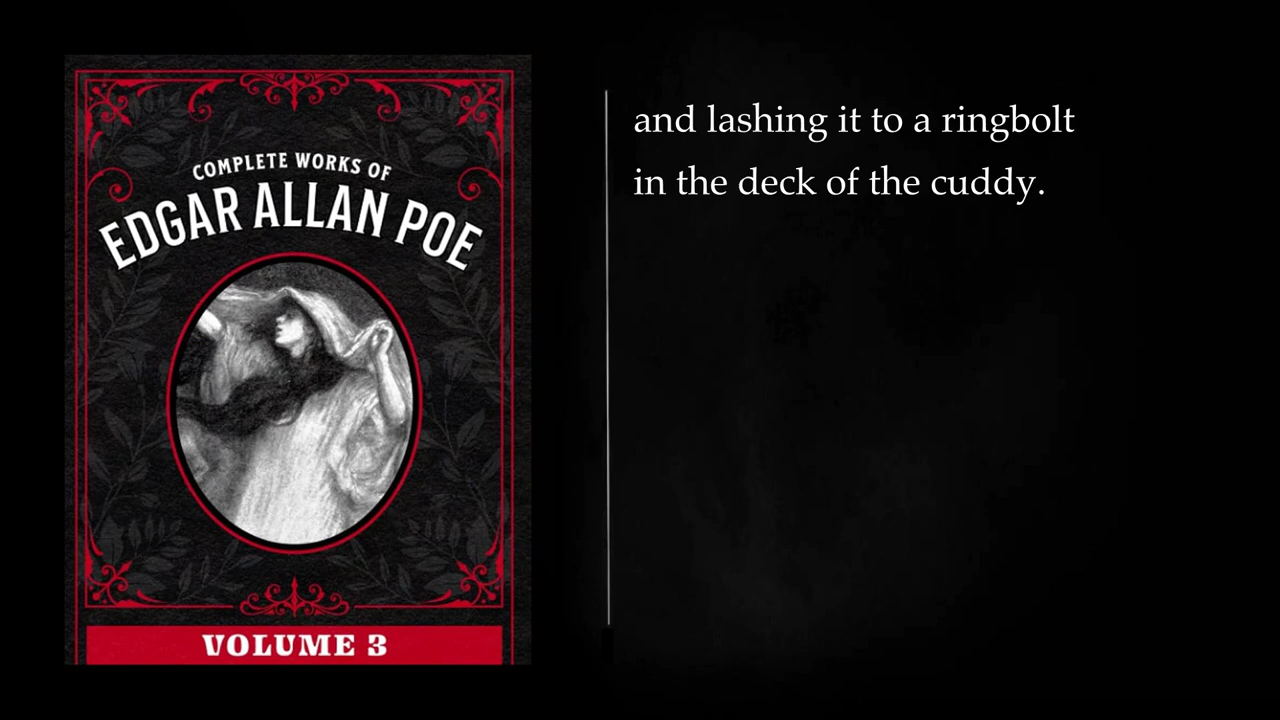 COMPLETE WORKS OF
EDGAR ALLAN POE
VOLUME 3
and lashing it to a ringbolt
in the deck of the cuddy.